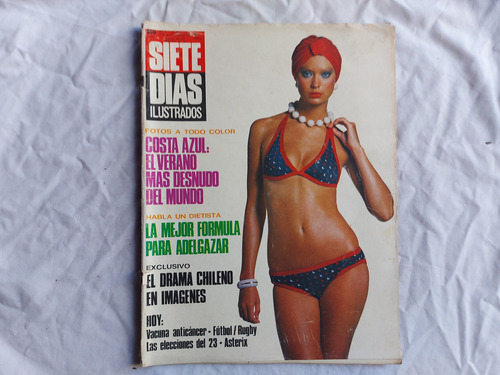 SIETE
DIAS
ILUSTRADOS
FOTOS A TODO COLOR
COSTA AZUL:
EL VERANO
MAS DESNUDO
DEL MUNDO
HABLA UN DIETISTA
LA MEJOR FORMULA
PARA ADELGAZAR
EXCLUSIVO
EL DRAMA CHILENO
EN IMAGENES
HOY:
Vacuna anticáncer - Fútbol / Rugby
Las elecciones del 23 - Asterix